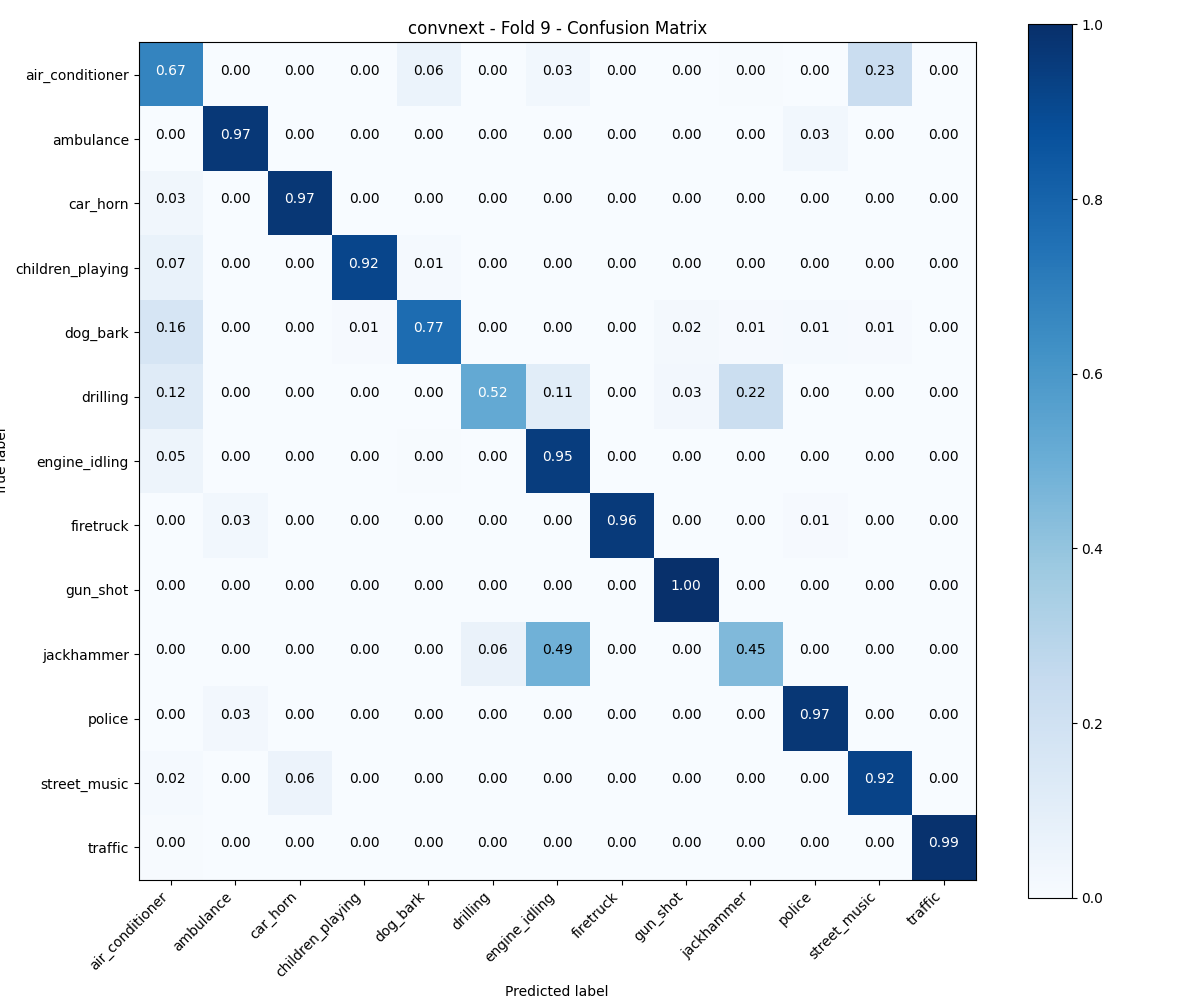 convnext - Fold 9 - Confusion Matrix
air_conditioner 0.67 0.00 0.00 0.00 0.06 0.00 0.03 0.00 0.00 0.00 0.00 0.23 0.00
ambulance 0.00 0.97 0.00 0.00 0.00 0.00 0.00 0.00 0.00 0.00 0.03 0.00 0.00
car_horn 0.03 0.00 0.97 0.00 0.00 0.00 0.00 0.00 0.00 0.00 0.00 0.00 0.00
children_playing 0.07 0.00 0.00 0.92 0.01 0.00 0.00 0.00 0.00 0.00 0.00 0.00 0.00
dog_bark 0.16 0.00 0.00 0.01 0.77 0.00 0.00 0.00 0.02 0.01 0.01 0.01 0.00
drilling 0.12 0.00 0.00 0.00 0.00 0.52 0.11 0.00 0.03 0.22 0.00 0.00 0.00
engine_idling 0.05 0.00 0.00 0.00 0.00 0.00 0.95 0.00 0.00 0.00 0.00 0.00 0.00
firetruck 0.00 0.03 0.00 0.00 0.00 0.00 0.00 0.96 0.00 0.00 0.01 0.00 0.00
gun_shot 0.00 0.00 0.00 0.00 0.00 0.00 0.00 0.00 1.00 0.00 0.00 0.00 0.00
jackhammer 0.00 0.00 0.00 0.00 0.00 0.06 0.49 0.00 0.00 0.45 0.00 0.00 0.00
police 0.00 0.03 0.00 0.00 0.00 0.00 0.00 0.00 0.00 0.00 0.97 0.00 0.00
street_music 0.02 0.00 0.06 0.00 0.00 0.00 0.00 0.00 0.00 0.00 0.00 0.92 0.00
traffic 0.00 0.00 0.00 0.00 0.00 0.00 0.00 0.00 0.00 0.00 0.00 0.00 0.99
air_conditioner ambulance car_horn children_playing dog_bark drilling engine_idling firetruck gun_shot jackhammer police street_music traffic
Predicted label
1.0
0.8
0.6
0.4
0.2
0.0
label